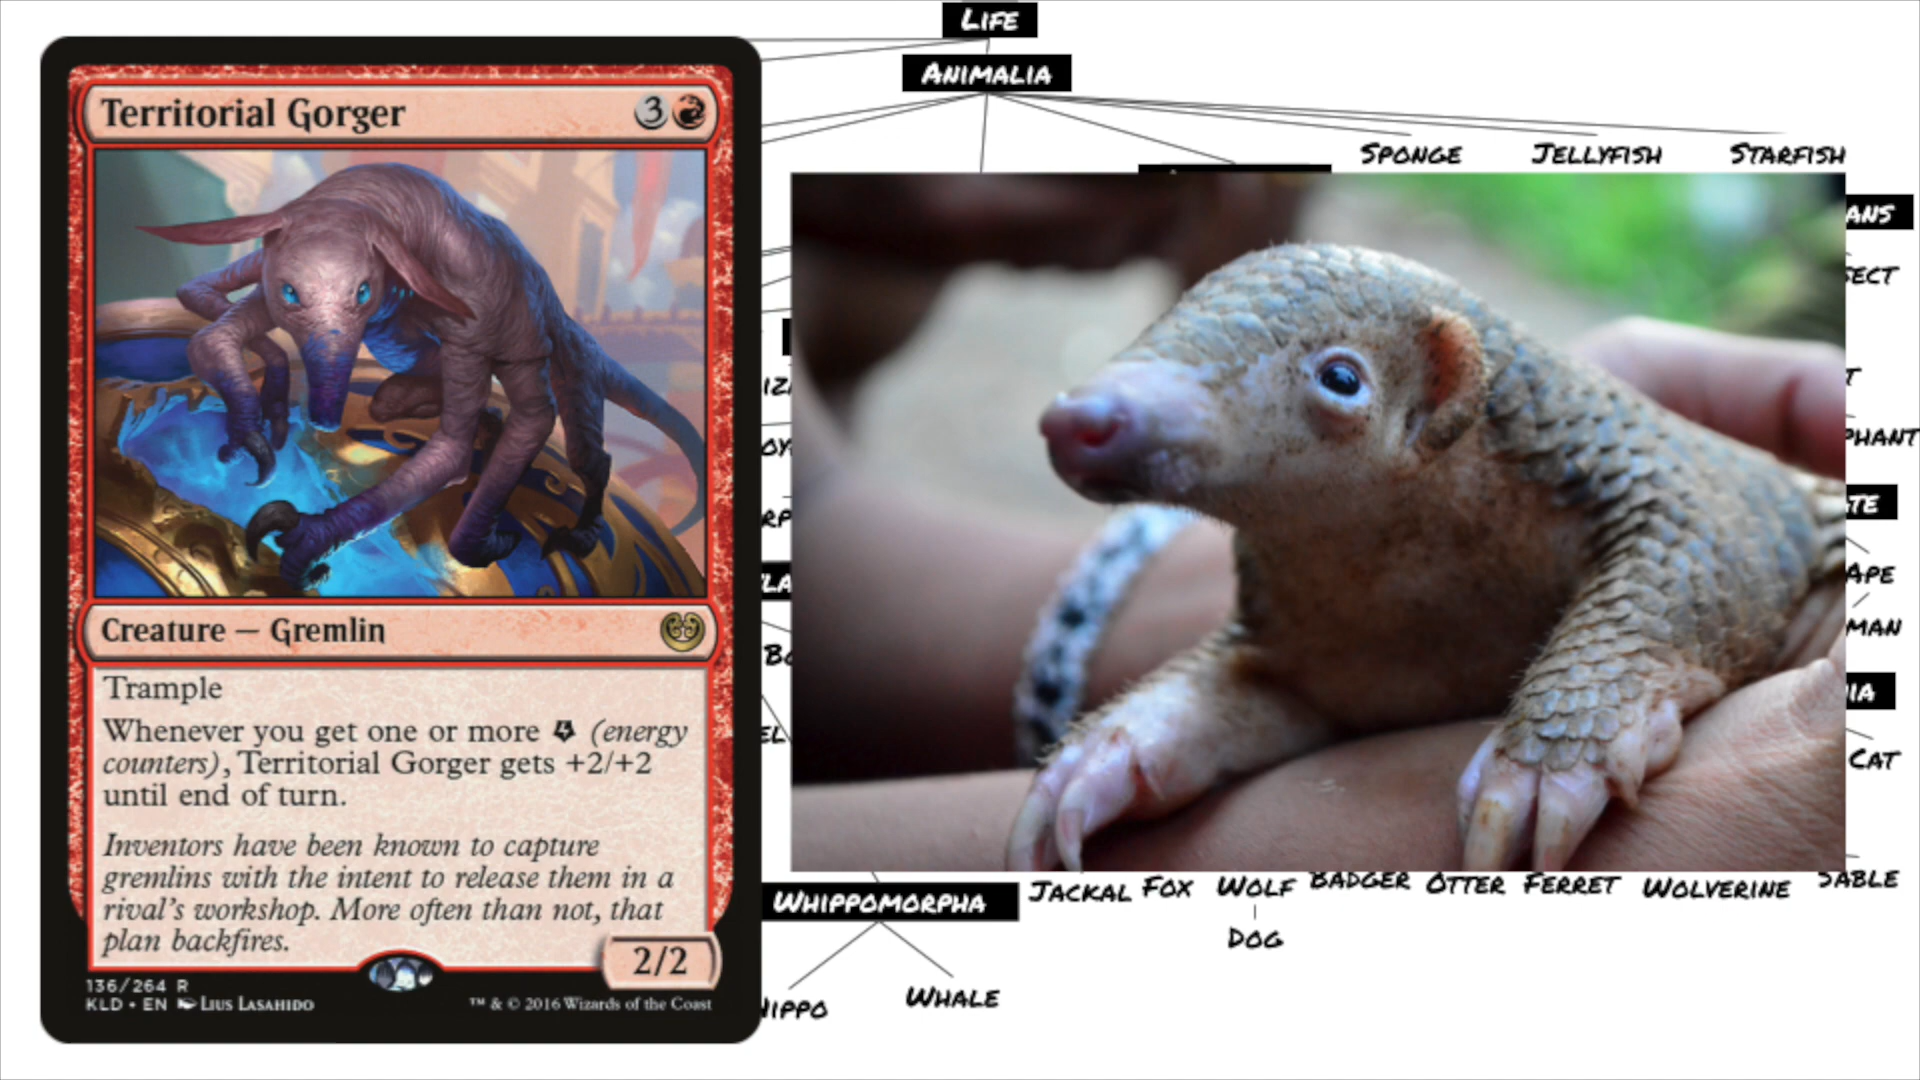 LIFE
ANIMALIA
SPONGE
JELLYFISH
STARFISH
Territorial Gorger
3
Creature — Gremlin
Trample
Whenever you get one or more (energy
counters), Territorial Gorger gets +2/+2
until end of turn.
Inventors have been known to capture
gremlins with the intent to release them in a
rival's workshop. More often than not, that
plan backfires.
2/2
136/264 R
KLD • EN LIUS LASAHIDO
™ & © 2016 Wizards of the Coast
APE
CAT
WHIPPOMORPHA
JACKAL
FOX
WOLF
BADGER
OTTER
FERRET
WOLVERINE
SABLE
DOG
WHALE